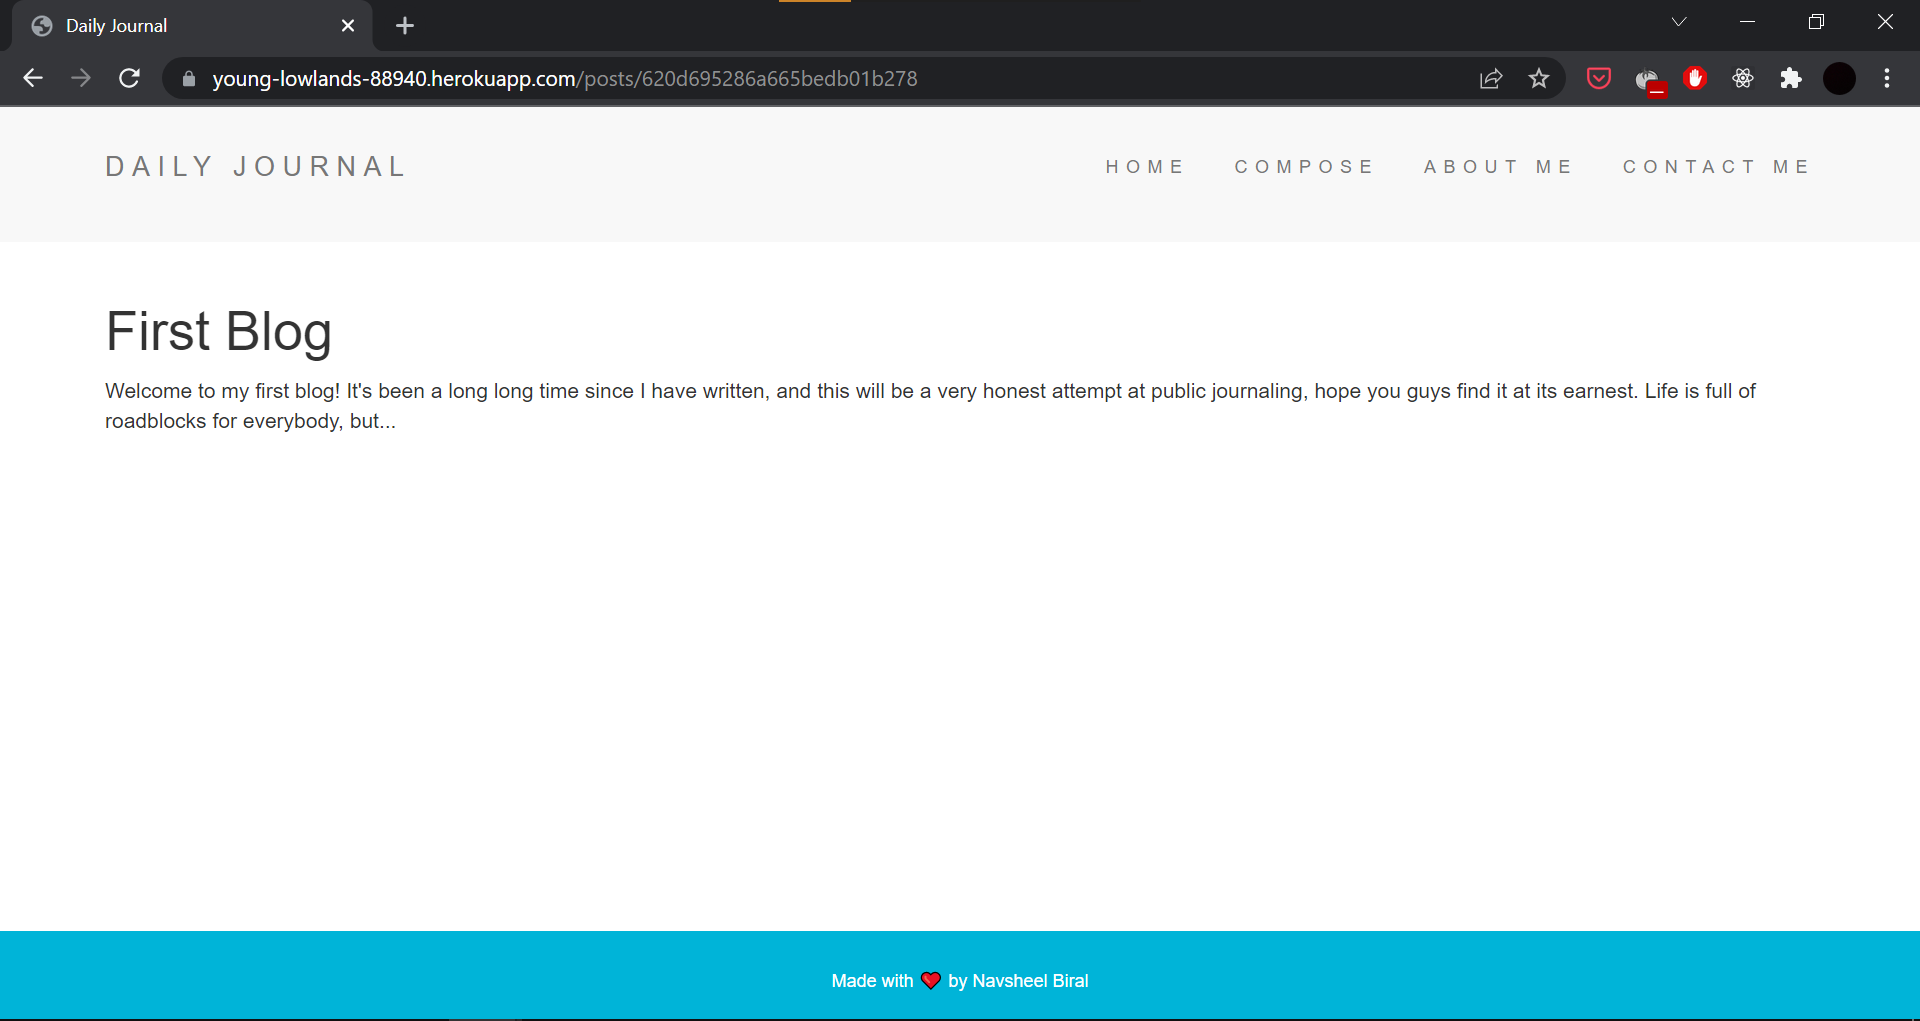 Daily Journal
young-lowlands-88940.herokuapp.com/posts/620d695286a665bedb01b278
DAILY JOURNAL
HOME COMPOSE ABOUT ME CONTACT ME
First Blog
Welcome to my first blog! It's been a long long time since I have written, and this will be a very honest attempt at public journaling, hope you guys find it at its earnest. Life is full of
roadblocks for everybody, but...
Made with ❤️ by Navsheel Biral